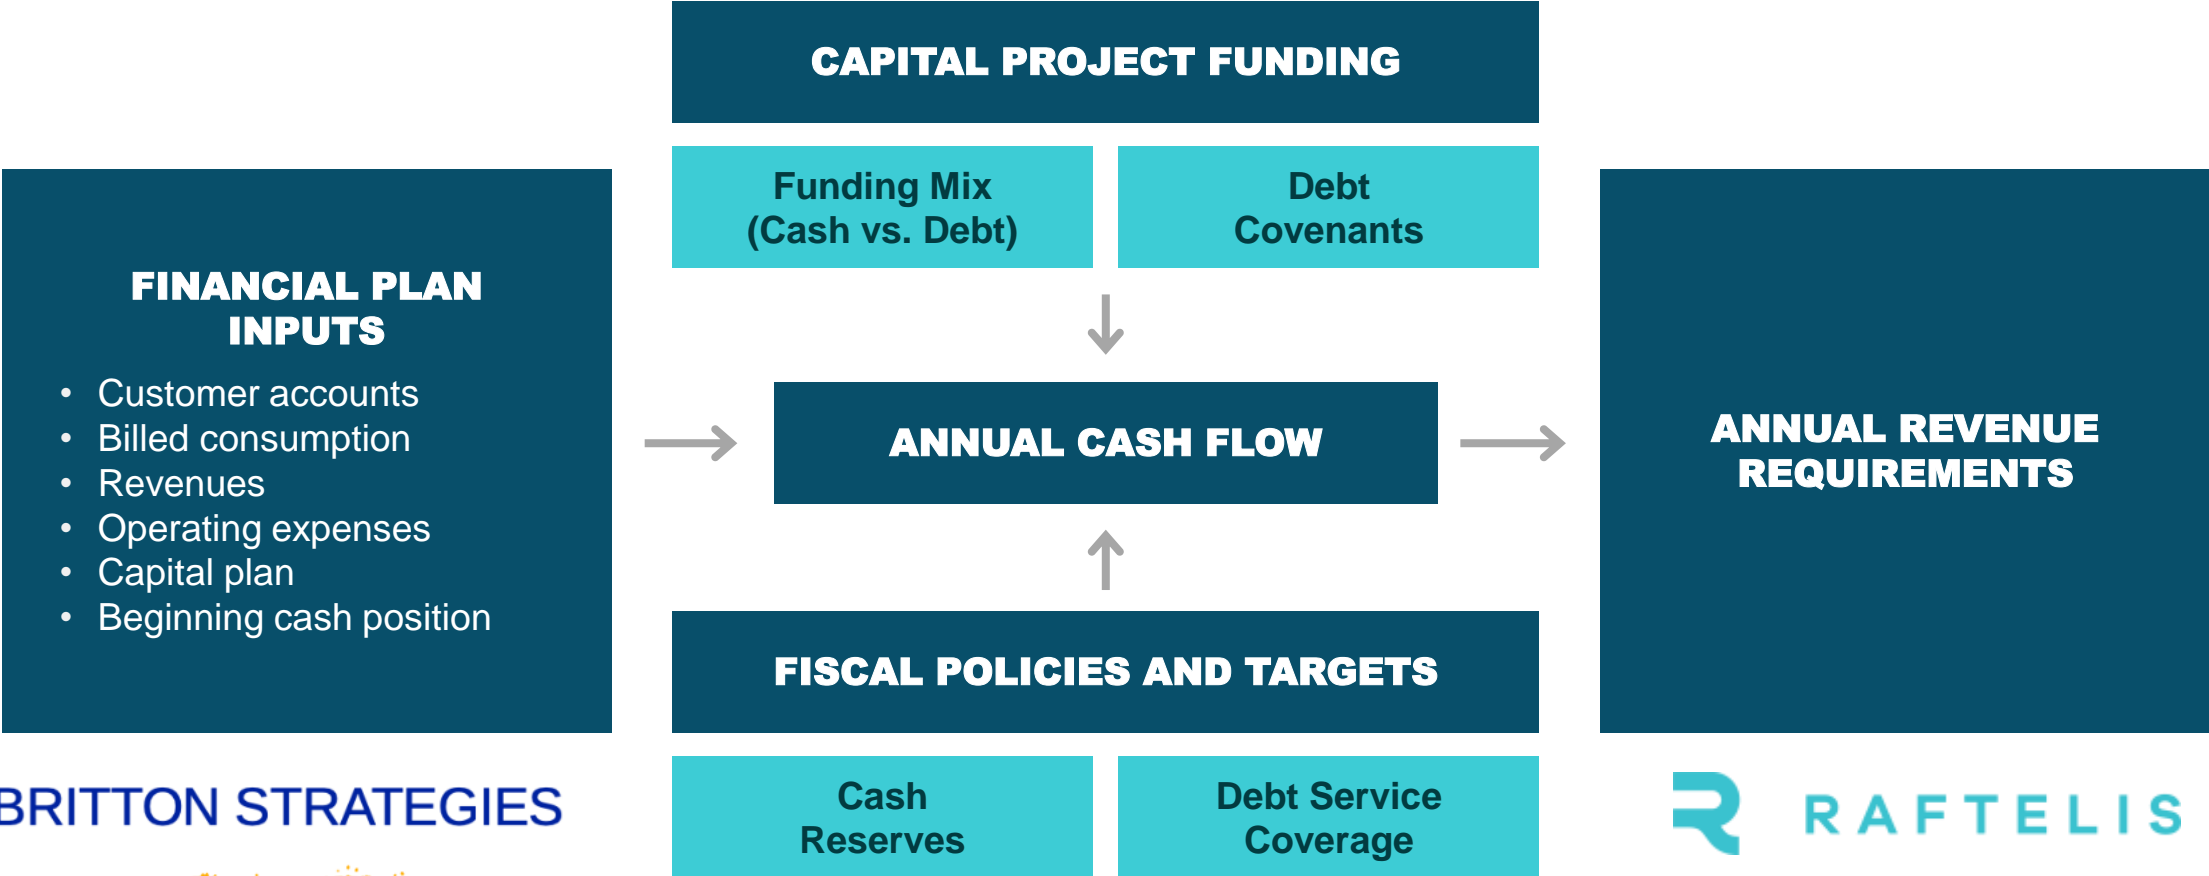 CAPITAL PROJECT FUNDING
Funding Mix
(Cash vs. Debt)
Debt
Covenants
FINANCIAL PLAN
INPUTS
• Customer accounts
• Billed consumption
• Revenues
• Operating expenses
• Capital plan
• Beginning cash position
ANNUAL CASH FLOW
ANNUAL REVENUE
REQUIREMENTS
FISCAL POLICIES AND TARGETS
Cash
Reserves
Debt Service
Coverage
BRITTON STRATEGIES
RAFTELIS